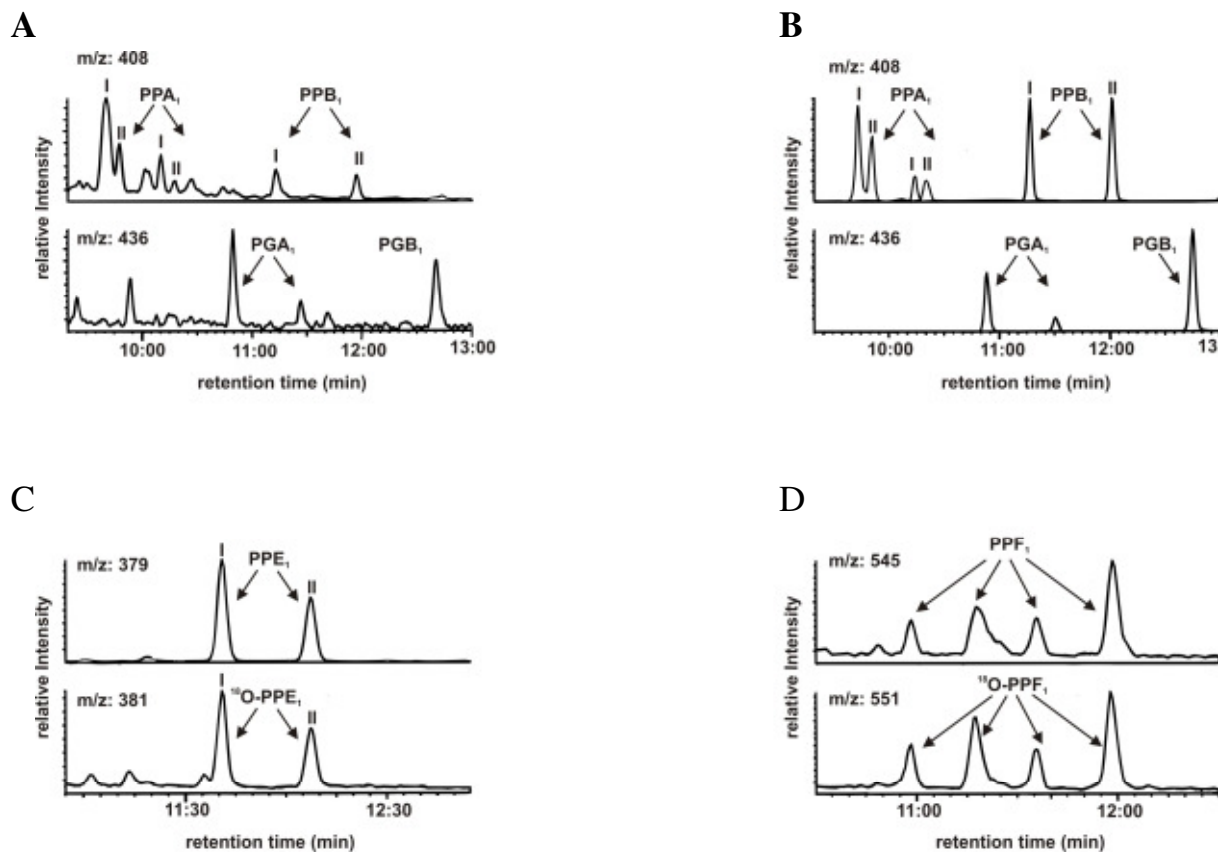 A
m/z: 408
I
II
PPA₁
I
II
PPB₁
I
II
relative Intensity
m/z: 436
PGA₁
PGB₁
10:00
11:00
12:00
13:00
retention time (min)
B
m/z: 408
I
II
PPA₁
I
II
PPB₁
I
II
relative Intensity
m/z: 436
PGA₁
PGB₁
10:00
11:00
12:00
13
retention time (min)
C
m/z: 379
I
PPE₁
II
relative Intensity
m/z: 381
I
¹⁸O-PPE₁
II
11:30
12:30
retention time (min)
D
m/z: 545
PPF₁
relative Intensity
m/z: 551
¹⁸O-PPF₁
11:00
12:00
retention time (min)